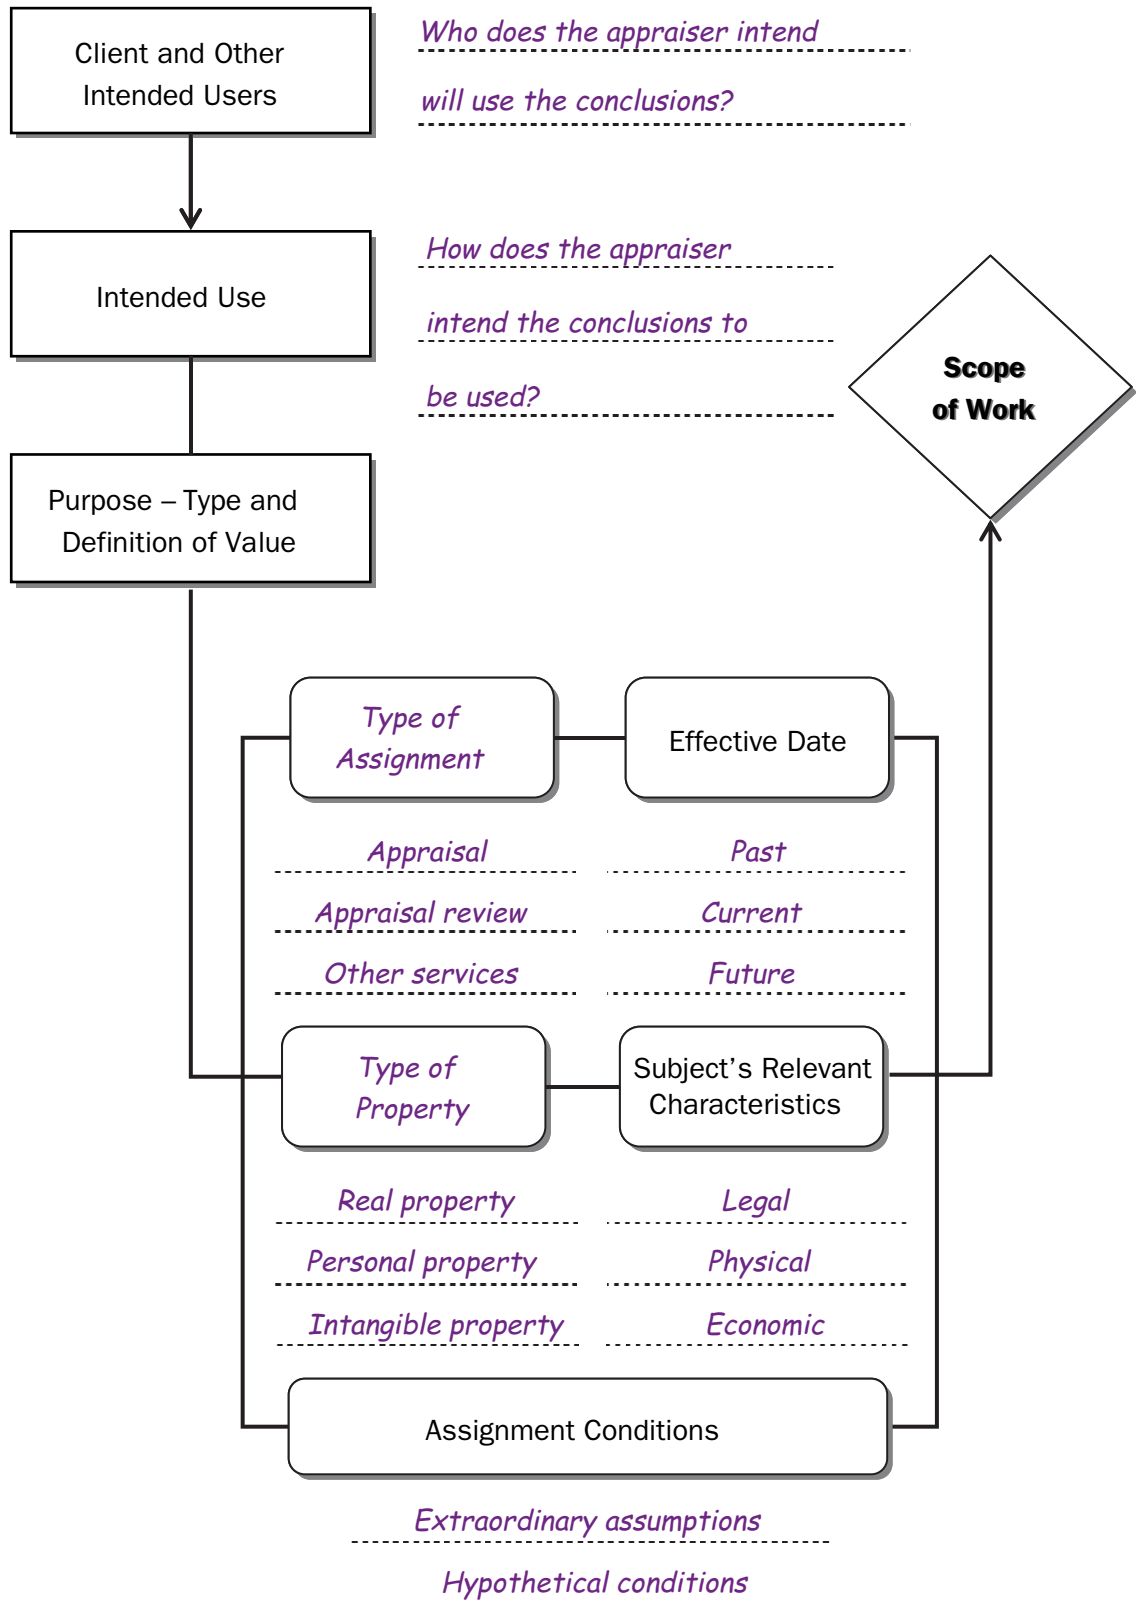 Client and Other
Intended Users
Who does the appraiser intend
will use the conclusions?
Intended Use
How does the appraiser
intend the conclusions to
be used?
Scope
of Work
Purpose – Type and
Definition of Value
Type of
Assignment
Effective Date
Appraisal
Past
Appraisal review
Current
Other services
Future
Type of
Property
Subject’s Relevant
Characteristics
Real property
Legal
Personal property
Physical
Intangible property
Economic
Assignment Conditions
Extraordinary assumptions
Hypothetical conditions